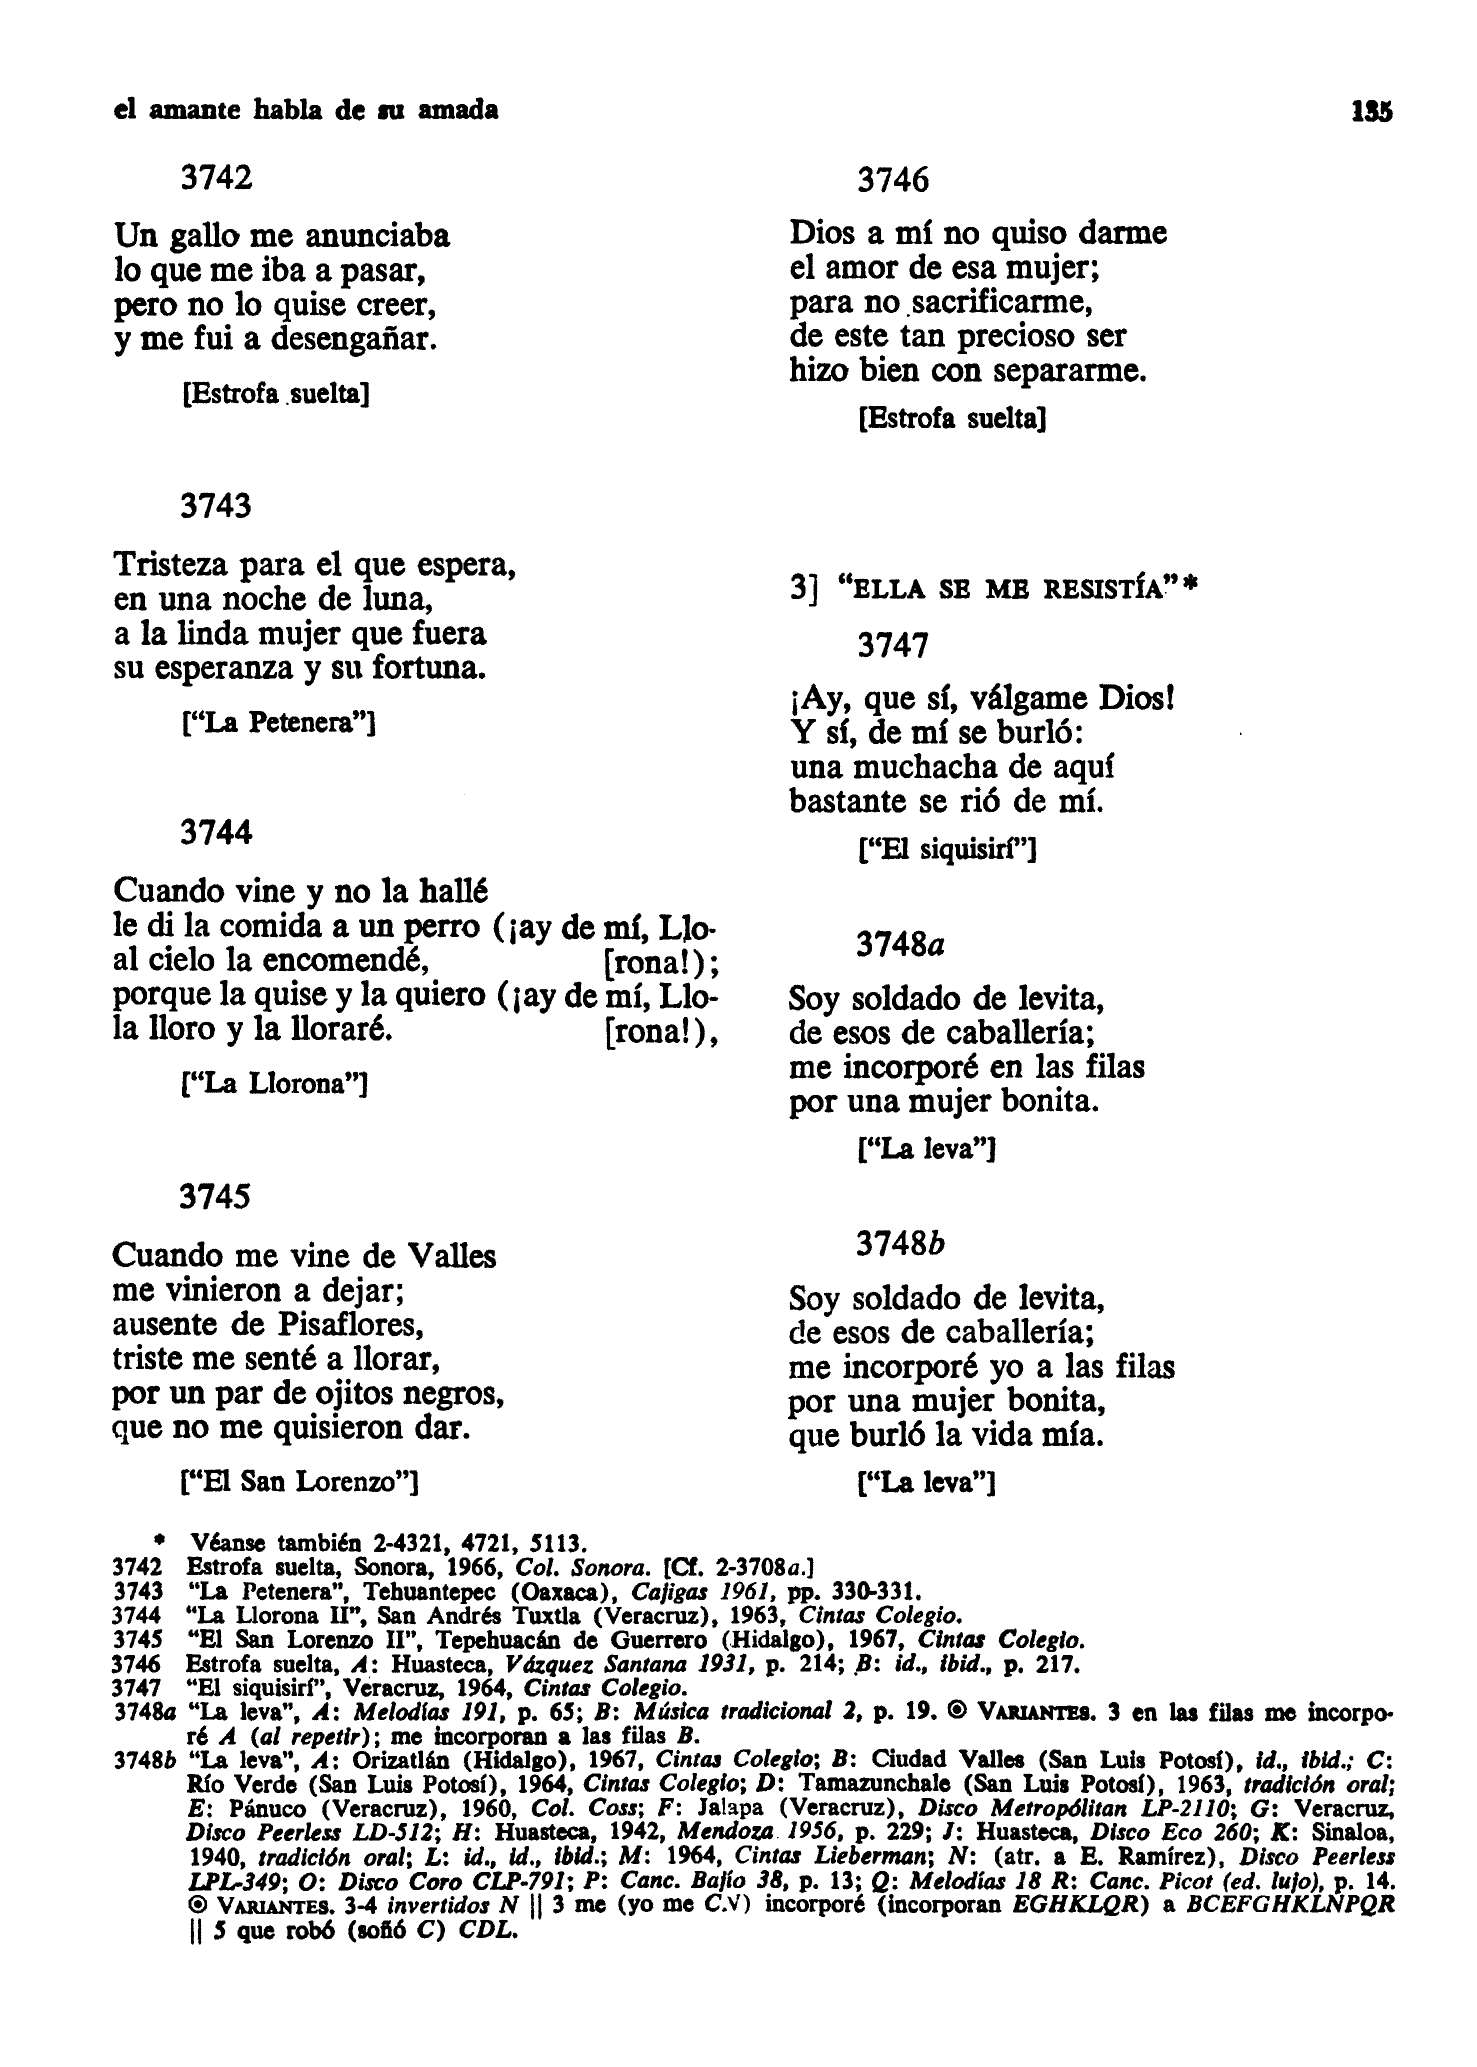 el amante habla de su amada
135
3742
Un gallo me anunciaba
lo que me iba a pasar,
pero no lo quise creer,
y me fui a desengañar.
[Estrofa suelta]
3743
Tristeza para el que espera,
en una noche de luna,
a la linda mujer que fuera
su esperanza y su fortuna.
[“La Petenera”]
3744
Cuando vine y no la hallé
le di la comida a un perro (¡ay de mí, Llo-
al cielo la encomendé, [rona!);
porque la quise y la quiero (¡ay de mí, Llo-
la lloro y la lloraré. [rona!),
[“La Llorona”]
3745
Cuando me vine de Valles
me vinieron a dejar;
ausente de Pisaflores,
triste me senté a llorar,
por un par de ojitos negros,
que no me quisieron dar.
[“El San Lorenzo”]
3746
Dios a mí no quiso darme
el amor de esa mujer;
para no sacrificarme,
de este tan precioso ser
hizo bien con separarme.
[Estrofa suelta]
3] “ELLA SE ME RESISTÍA”*
3747
¡Ay, que sí, válgame Dios!
Y sí, de mí se burló:
una muchacha de aquí
bastante se rió de mí.
[“El siquisirí”]
3748a
Soy soldado de levita,
de esos de caballería;
me incorporé en las filas
por una mujer bonita.
[“La leva”]
3748b
Soy soldado de levita,
de esos de caballería;
me incorporé yo a las filas
por una mujer bonita,
que burló la vida mía.
[“La leva”]
* Véanse también 2-4321, 4721, 5113.
3742 Estrofa suelta, Sonora, 1966, Col. Sonora. [Cf. 2-3708a.]
3743 “La Petenera”, Tehuantepec (Oaxaca), Cajigas 1961, pp. 330-331.
3744 “La Llorona II”, San Andrés Tuxtla (Veracruz), 1963, Cintas Colegio.
3745 “El San Lorenzo II”, Tepehuacán de Guerrero (Hidalgo), 1967, Cintas Colegio.
3746 Estrofa suelta, A: Huasteca, Vázquez Santana 1931, p. 214; B: id., ibid., p. 217.
3747 “El siquisirí”, Veracruz, 1964, Cintas Colegio.
3748a “La leva”, A: Melodías 191, p. 65; B: Música tradicional 2, p. 19. ⊙ VARIANTES. 3 en las filas me incorpo-
ré A (al repetir); me incorporan a las filas B.
3748b “La leva”, A: Orizatlán (Hidalgo), 1967, Cintas Colegio; B: Ciudad Valles (San Luis Potosí), id., ibid.; C:
Río Verde (San Luis Potosí), 1964, Cintas Colegio; D: Tamazunchale (San Luis Potosí), 1963, tradición oral;
E: Pánuco (Veracruz), 1960, Col. Coss; F: Jalapa (Veracruz), Disco Metropólitan LP-2110; G: Veracruz,
Disco Peerless LD-512; H: Huasteca, 1942, Mendoza 1956, p. 229; J: Huasteca, Disco Eco 260; K: Sinaloa,
1940, tradición oral; L: id., id., ibid.; M: 1964, Cintas Lieberman; N: (atr. a E. Ramírez), Disco Peerless
LPL-349; O: Disco Coro CLP-791; P: Canc. Bajío 38, p. 13; Q: Melodías 18 R: Canc. Picot (ed. lujo), p. 14.
⊙ VARIANTES. 3-4 invertidos N || 3 me (yo me C.V) incorporé (incorporan EGHKLQR) a BCEFGHKLNPQR
|| 5 que robó (soñó C) CDL.